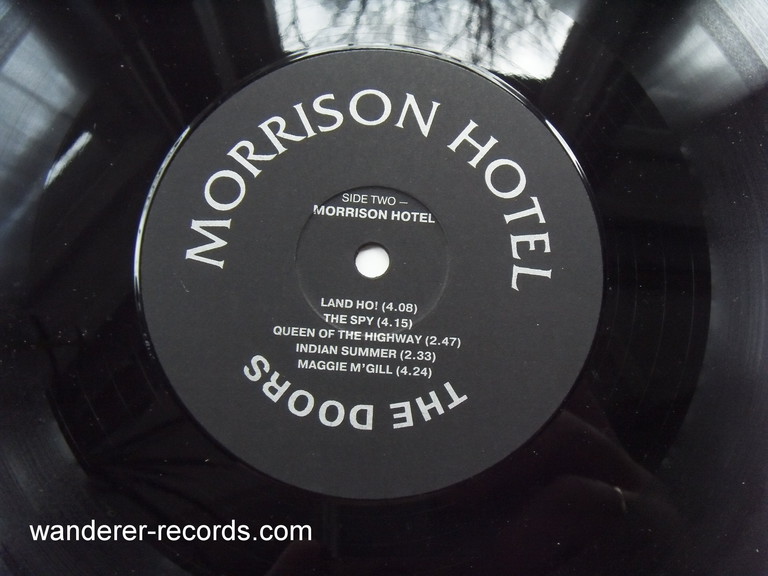 MORRISON HOTEL
SIDE TWO –
MORRISON HOTEL
LAND HO! (4.08)
THE SPY (4.15)
QUEEN OF THE HIGHWAY (2.47)
INDIAN SUMMER (2.33)
MAGGIE M'GILL (4.24)
THE DOORS
wanderer-records.com